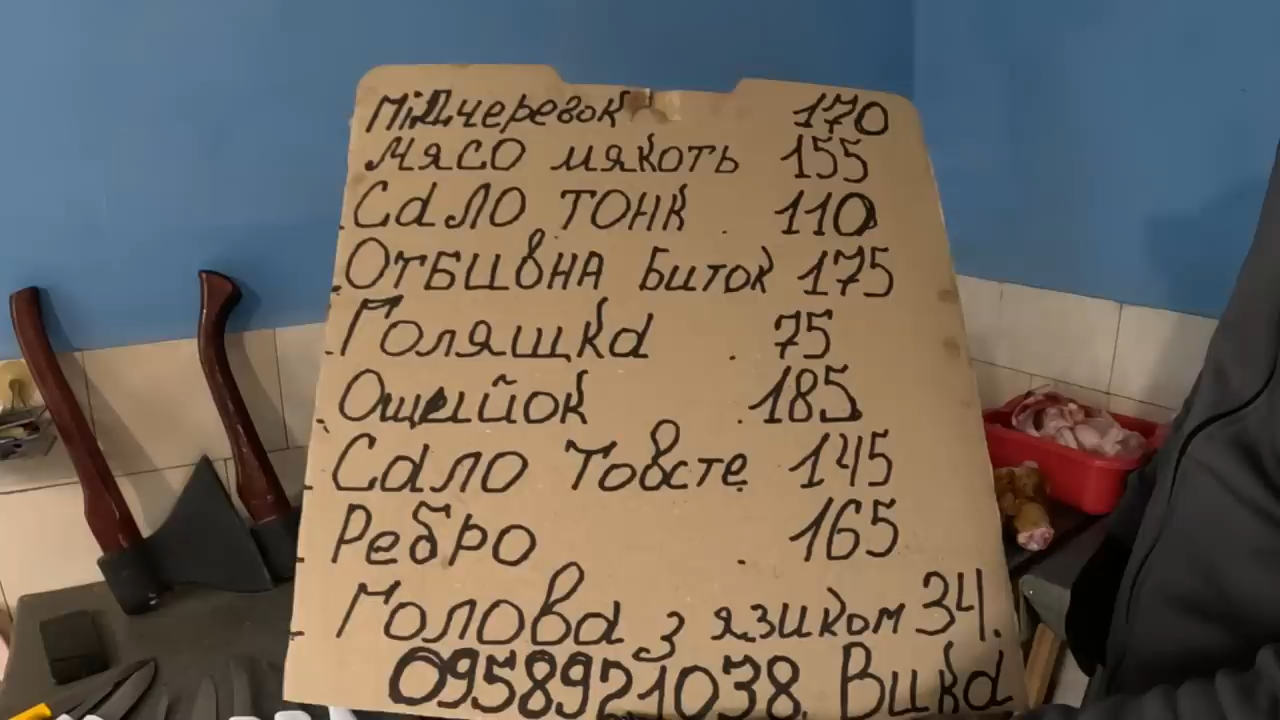 Підчеревок 170
Мясо мякоть 155
Сало тонк. 110
Отбивна биток 175
Голяшка . 75
Ошийок . 185
Сало товсте. 145
Ребро . 165
Голова з язиком 34.
0958921038. Вика